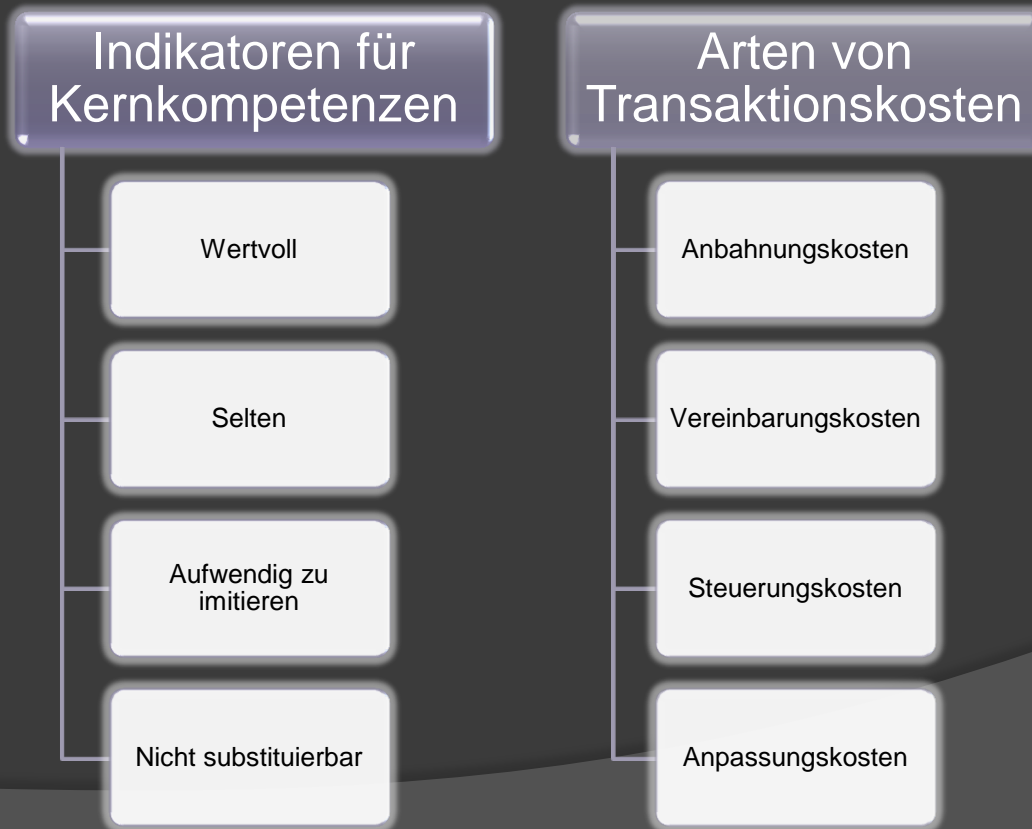 Indikatoren für
Kernkompetenzen
Wertvoll
Selten
Aufwendig zu
imitieren
Nicht substituierbar
Arten von
Transaktionskosten
Anbahnungskosten
Vereinbarungskosten
Steuerungskosten
Anpassungskosten